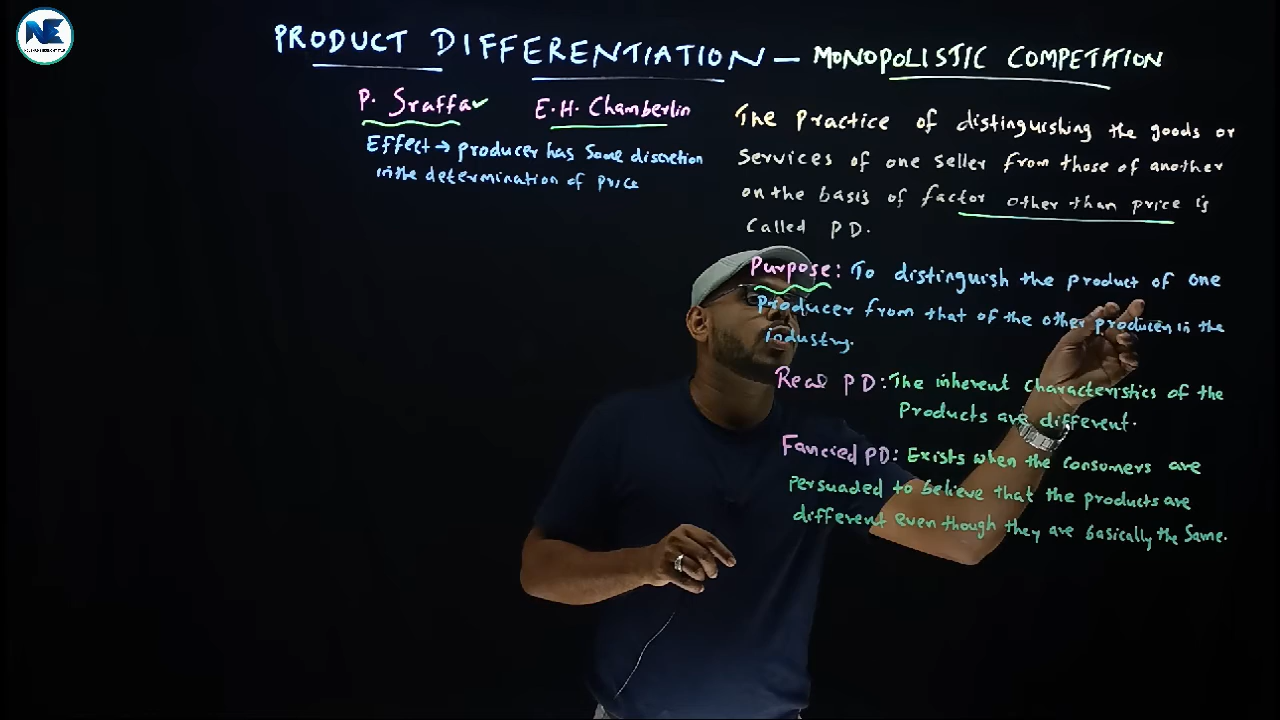 NE
PRODUCT DIFFERENTIATION – MONOPOLISTIC COMPETITION
P. Sraffa✓ E.H. Chamberlin
Effect → producer has some discretion
in the determination of price
The Practice of distinguishing the goods or
services of one seller from those of another
on the basis of factor other than price is
called PD.
Purpose: To distinguish the product of one
Producer from that of the other producer in the
industry.
Real PD: The inherent characteristics of the
Products are different.
Fancied PD: Exists when the consumers are
persuaded to believe that the products are
different even though they are basically the same.